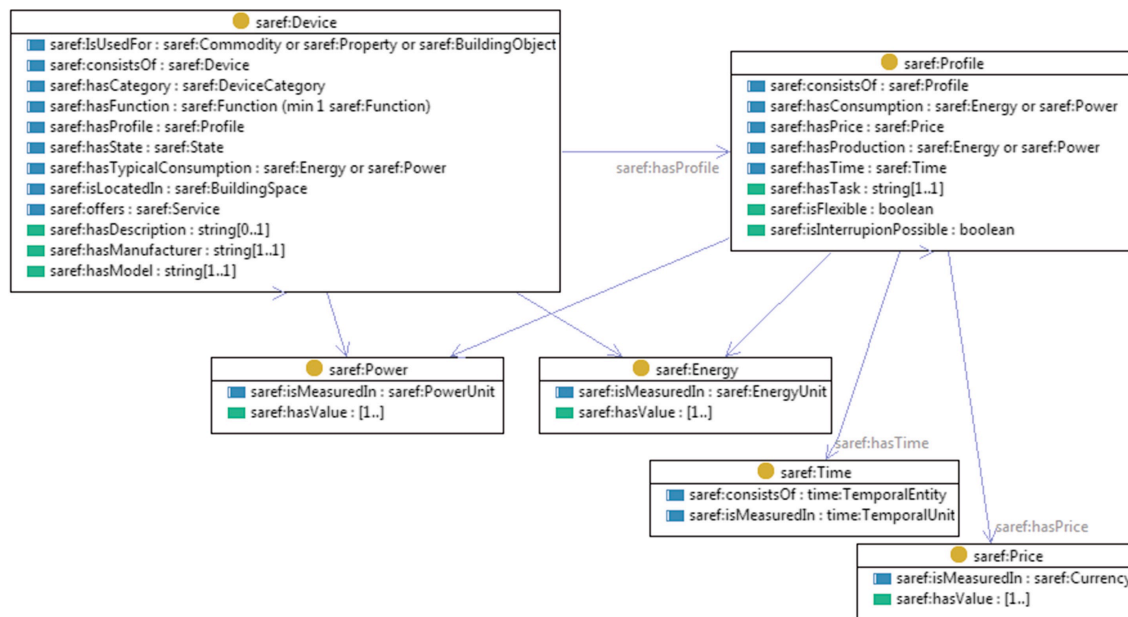 saref:Device
saref:IsUsedFor : saref:Commodity or saref:Property or saref:BuildingObject
saref:consistsOf : saref:Device
saref:hasCategory : saref:DeviceCategory
saref:hasFunction : saref:Function (min 1 saref:Function)
saref:hasProfile : saref:Profile
saref:hasState : saref:State
saref:hasTypicalConsumption : saref:Energy or saref:Power
saref:isLocatedIn : saref:BuildingSpace
saref:offers : saref:Service
saref:hasDescription : string[0..1]
saref:hasManufacturer : string[1..1]
saref:hasModel : string[1..1]
saref:hasProfile
saref:Profile
saref:consistsOf : saref:Profile
saref:hasConsumption : saref:Energy or saref:Power
saref:hasPrice : saref:Price
saref:hasProduction : saref:Energy or saref:Power
saref:hasTime : saref:Time
saref:hasTask : string[1..1]
saref:isFlexible : boolean
saref:isInterrupionPossible : boolean
saref:Power
saref:isMeasuredIn : saref:PowerUnit
saref:hasValue : [1..]
saref:Energy
saref:isMeasuredIn : saref:EnergyUnit
saref:hasValue : [1..]
saref:hasTime
saref:Time
saref:consistsOf : time:TemporalEntity
saref:isMeasuredIn : time:TemporalUnit
saref:hasPrice
saref:Price
saref:isMeasuredIn : saref:Currency
saref:hasValue : [1..]